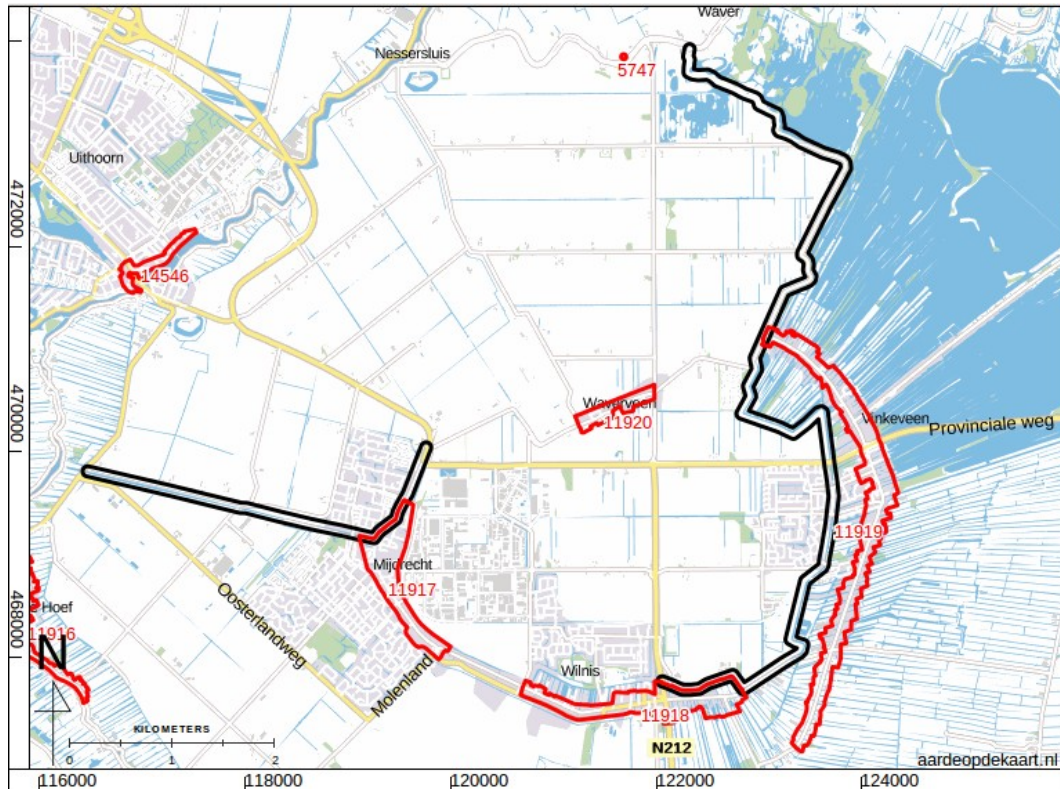 Waver
Nessersluis
5747
Uithoorn
472000
14546
470000
Waverveen
11920
Vinkeveen
Provinciale weg
11919
Mijdrecht
11917
Oosterlandweg
468000
Hoef
11916
N
Molenland
Wilnis
11918
KILOMETERS
0 1 2
N212
aardeopdekaart.nl
116000 118000 120000 122000 124000